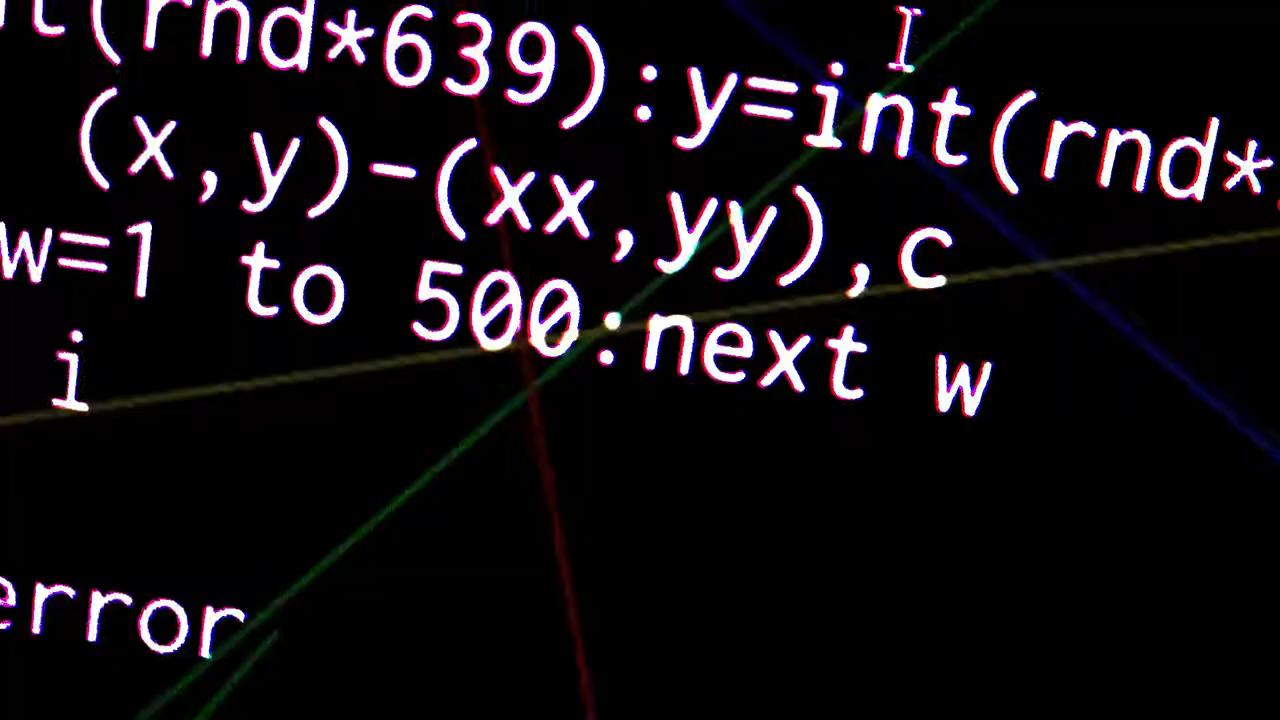 nt(rnd*639):y=int(rnd*
(x,y)-(xx,yy),c
w=1 to 500:next w
i
error